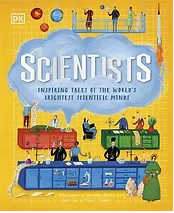 DK
SCIENTISTS
INSPIRING TALES OF THE WORLD'S
BRIGHTEST SCIENTIFIC MINDS